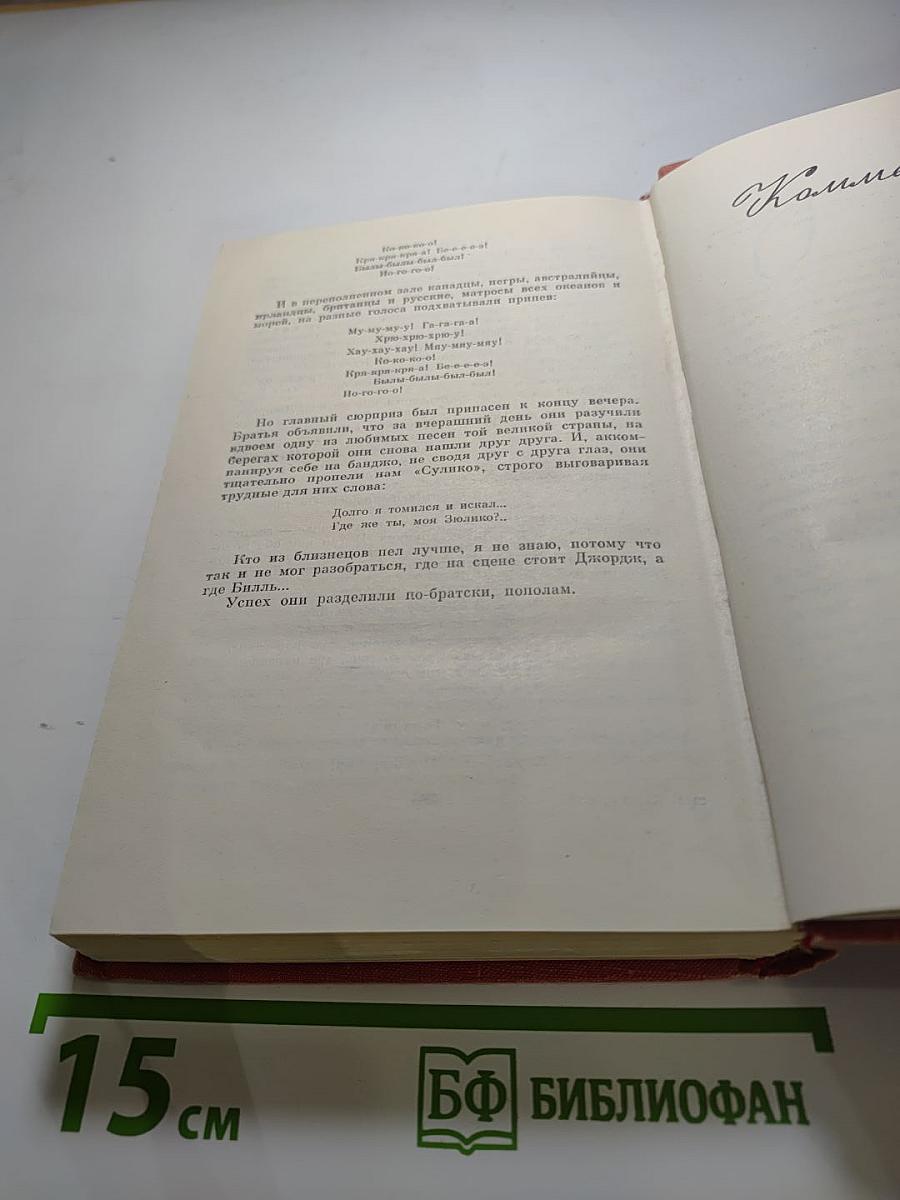 Ко-ко-ко-о!
Кря-кря-кря-а! Бе-е-е-е-э!
Былы-былы-был-был!
Ио-го-го-о!
И в переполненном зале канадцы, негры, австралийцы,
ирландцы, британцы и русские, матросы всех океанов и
морей, на разные голоса подхватывали припев:
Му-му-му-у! Га-га-га-а!
Хрю-хрю-хрю-у!
Хау-хау-хау! Мяу-мяу-мяу!
Ко-ко-ко-о!
Кря-кря-кря-а! Бе-е-е-е-э!
Былы-былы-был-был!
Ио-го-го-о!
Но главный сюрприз был припасен к концу вечера.
Братья объявили, что за вчерашний день они разучили
вдвоем одну из любимых песен той великой страны, на
берегах которой они снова нашли друг друга. И, акком-
панируя себе на банджо, не сводя друг с друга глаз, они
тщательно пропели нам «Сулико», строго выговаривая
трудные для них слова:
Долго я томился и искал...
Где же ты, моя Зюлико?..
Кто из близнецов пел лучше, я не знаю, потому что
так и не мог разобраться, где на сцене стоит Джордж, а
где Билль...
Успех они разделили по-братски, пополам.
Комме
15 см
БФ БИБЛИОФАН